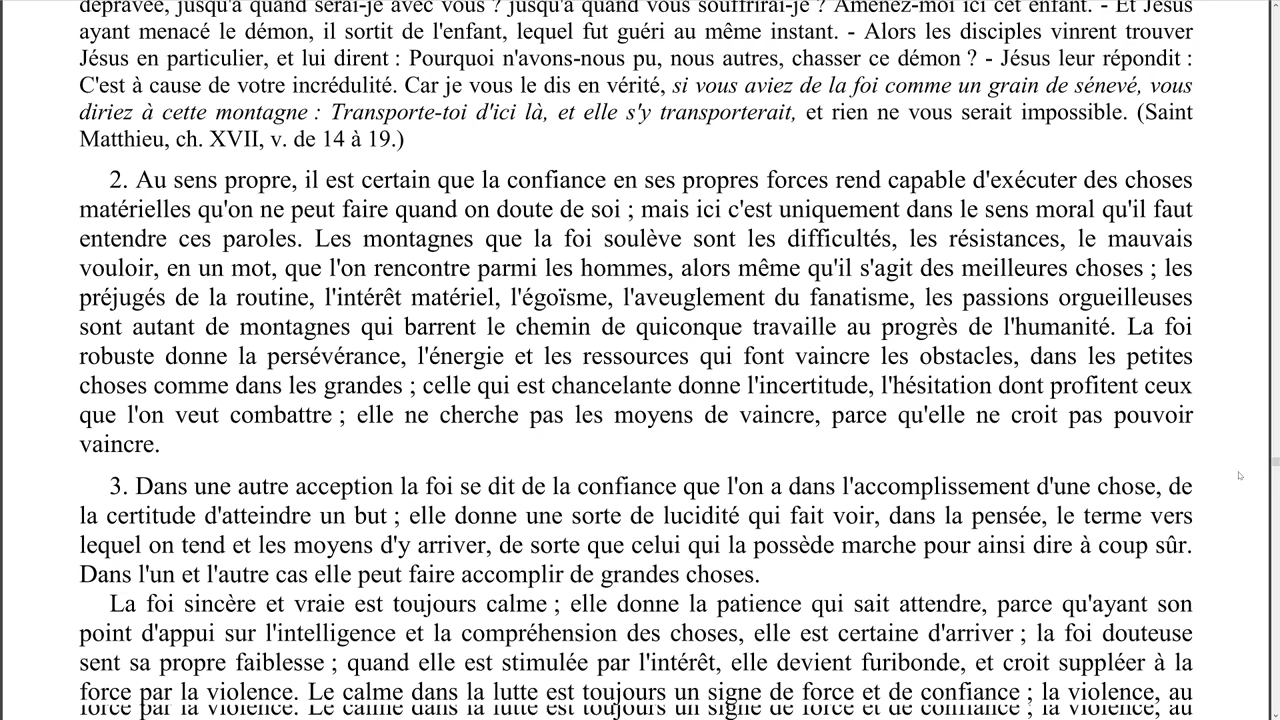 dépravée, jusqu'à quand serai-je avec vous ? jusqu'à quand vous souffrirai-je ? Amenez-moi ici cet enfant. - Et Jésus
ayant menacé le démon, il sortit de l'enfant, lequel fut guéri au même instant. - Alors les disciples vinrent trouver
Jésus en particulier, et lui dirent : Pourquoi n'avons-nous pu, nous autres, chasser ce démon ? - Jésus leur répondit :
C'est à cause de votre incrédulité. Car je vous le dis en vérité, si vous aviez de la foi comme un grain de sénevé, vous
diriez à cette montagne : Transporte-toi d'ici là, et elle s'y transporterait, et rien ne vous serait impossible. (Saint
Matthieu, ch. XVII, v. de 14 à 19.)
2. Au sens propre, il est certain que la confiance en ses propres forces rend capable d'exécuter des choses
matérielles qu'on ne peut faire quand on doute de soi ; mais ici c'est uniquement dans le sens moral qu'il faut
entendre ces paroles. Les montagnes que la foi soulève sont les difficultés, les résistances, le mauvais
vouloir, en un mot, que l'on rencontre parmi les hommes, alors même qu'il s'agit des meilleures choses ; les
préjugés de la routine, l'intérêt matériel, l'égoïsme, l'aveuglement du fanatisme, les passions orgueilleuses
sont autant de montagnes qui barrent le chemin de quiconque travaille au progrès de l'humanité. La foi
robuste donne la persévérance, l'énergie et les ressources qui font vaincre les obstacles, dans les petites
choses comme dans les grandes ; celle qui est chancelante donne l'incertitude, l'hésitation dont profitent ceux
que l'on veut combattre ; elle ne cherche pas les moyens de vaincre, parce qu'elle ne croit pas pouvoir
vaincre.
3. Dans une autre acception la foi se dit de la confiance que l'on a dans l'accomplissement d'une chose, de
la certitude d'atteindre un but ; elle donne une sorte de lucidité qui fait voir, dans la pensée, le terme vers
lequel on tend et les moyens d'y arriver, de sorte que celui qui la possède marche pour ainsi dire à coup sûr.
Dans l'un et l'autre cas elle peut faire accomplir de grandes choses.
La foi sincère et vraie est toujours calme ; elle donne la patience qui sait attendre, parce qu'ayant son
point d'appui sur l'intelligence et la compréhension des choses, elle est certaine d'arriver ; la foi douteuse
sent sa propre faiblesse ; quand elle est stimulée par l'intérêt, elle devient furibonde, et croit suppléer à la
force par la violence. Le calme dans la lutte est toujours un signe de force et de confiance ; la violence, au
force par la violence. Le calme dans la lutte est toujours un signe de force et de confiance ; la violence, au